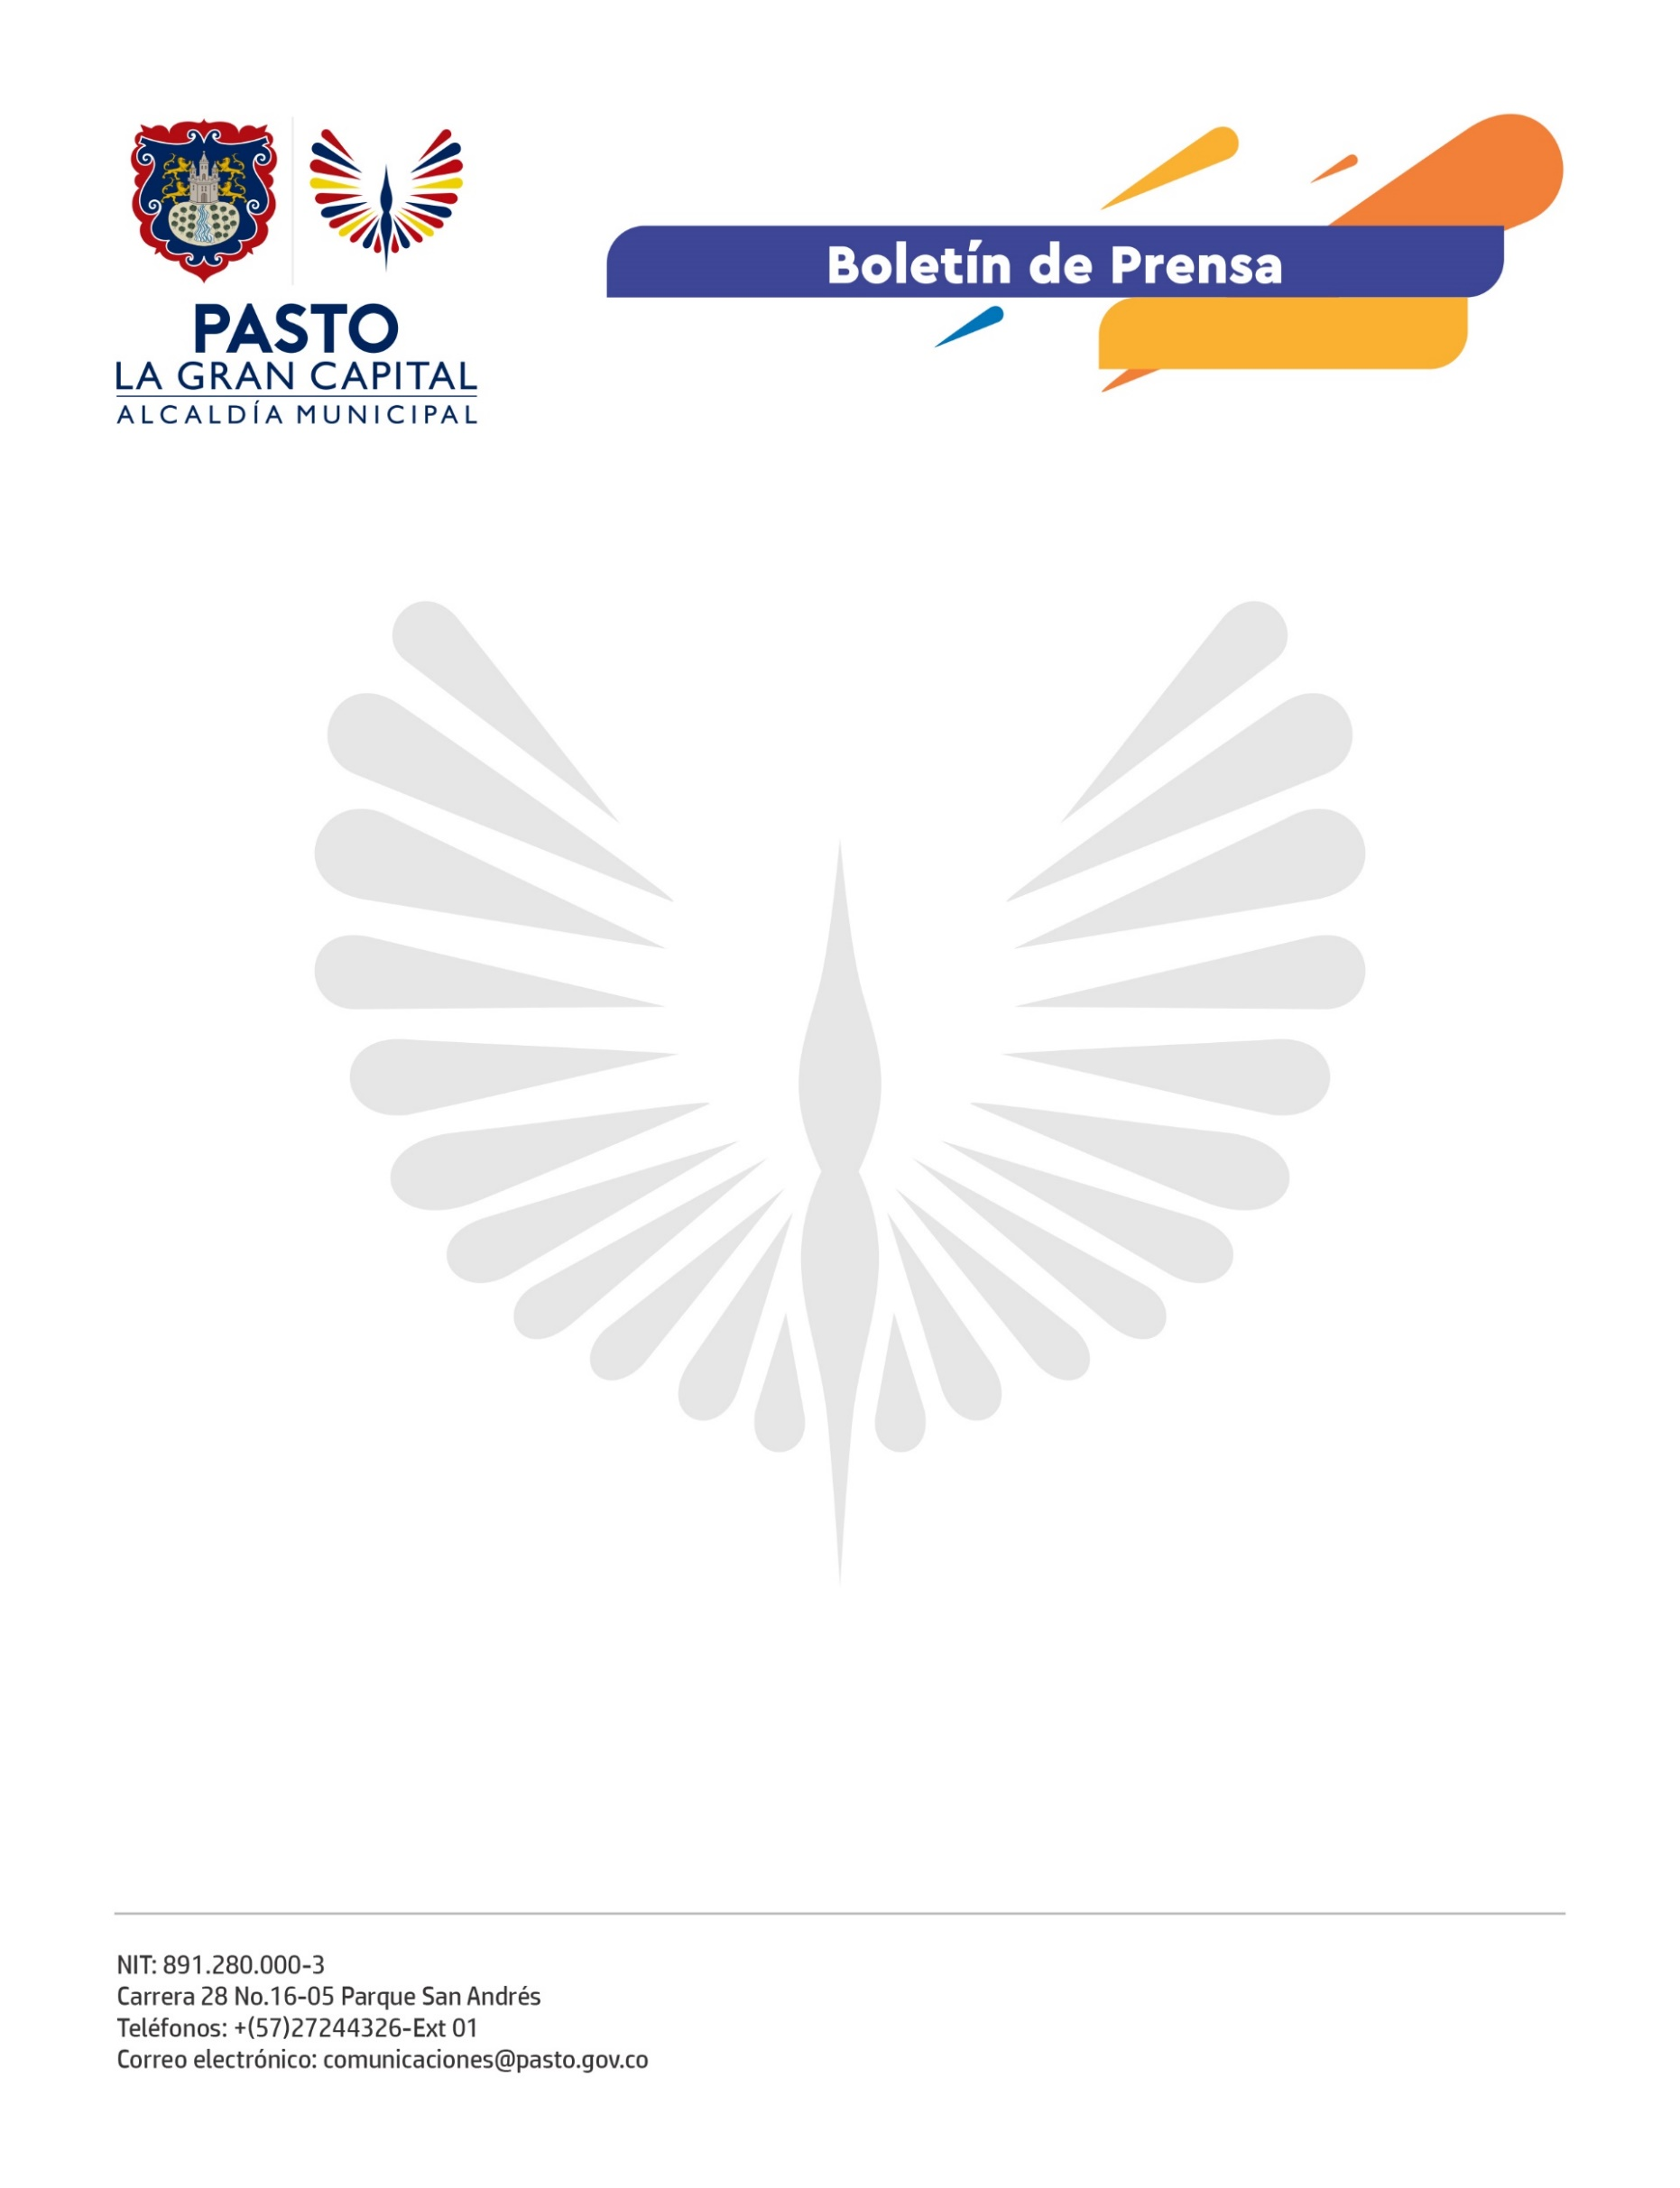 PASTO
LA GRAN CAPITAL
ALCALDÍA MUNICIPAL
Boletín de Prensa
NIT: 891.280.000-3
Carrera 28 No.16-05 Parque San Andrés
Teléfonos: +(57)27244326-Ext 01
Correo electrónico: comunicaciones@pasto.gov.co